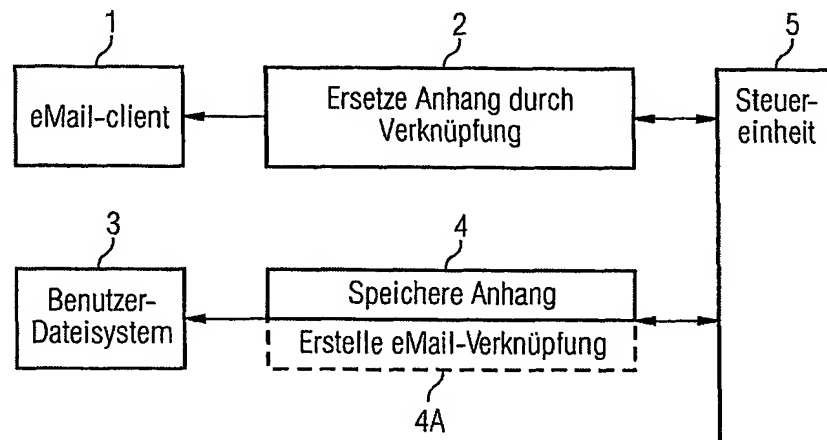 1
2
5
eMail-client
Ersetze Anhang durch
Verknüpfung
Steuer-
einheit
3
4
Benutzer-
Dateisystem
Speichere Anhang
Erstelle eMail-Verknüpfung
4A